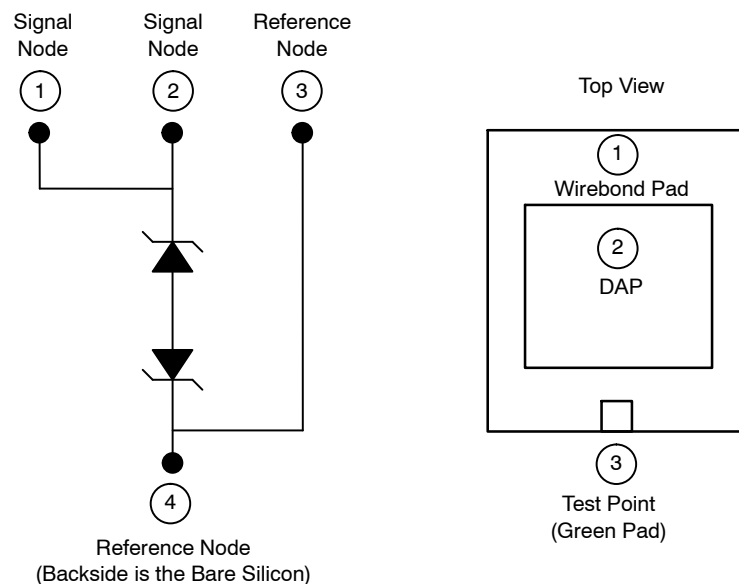 Signal
Node
Signal
Node
Reference
Node
1
2
3
4
Reference Node
(Backside is the Bare Silicon)
Top View
1
Wirebond Pad
2
DAP
3
Test Point
(Green Pad)